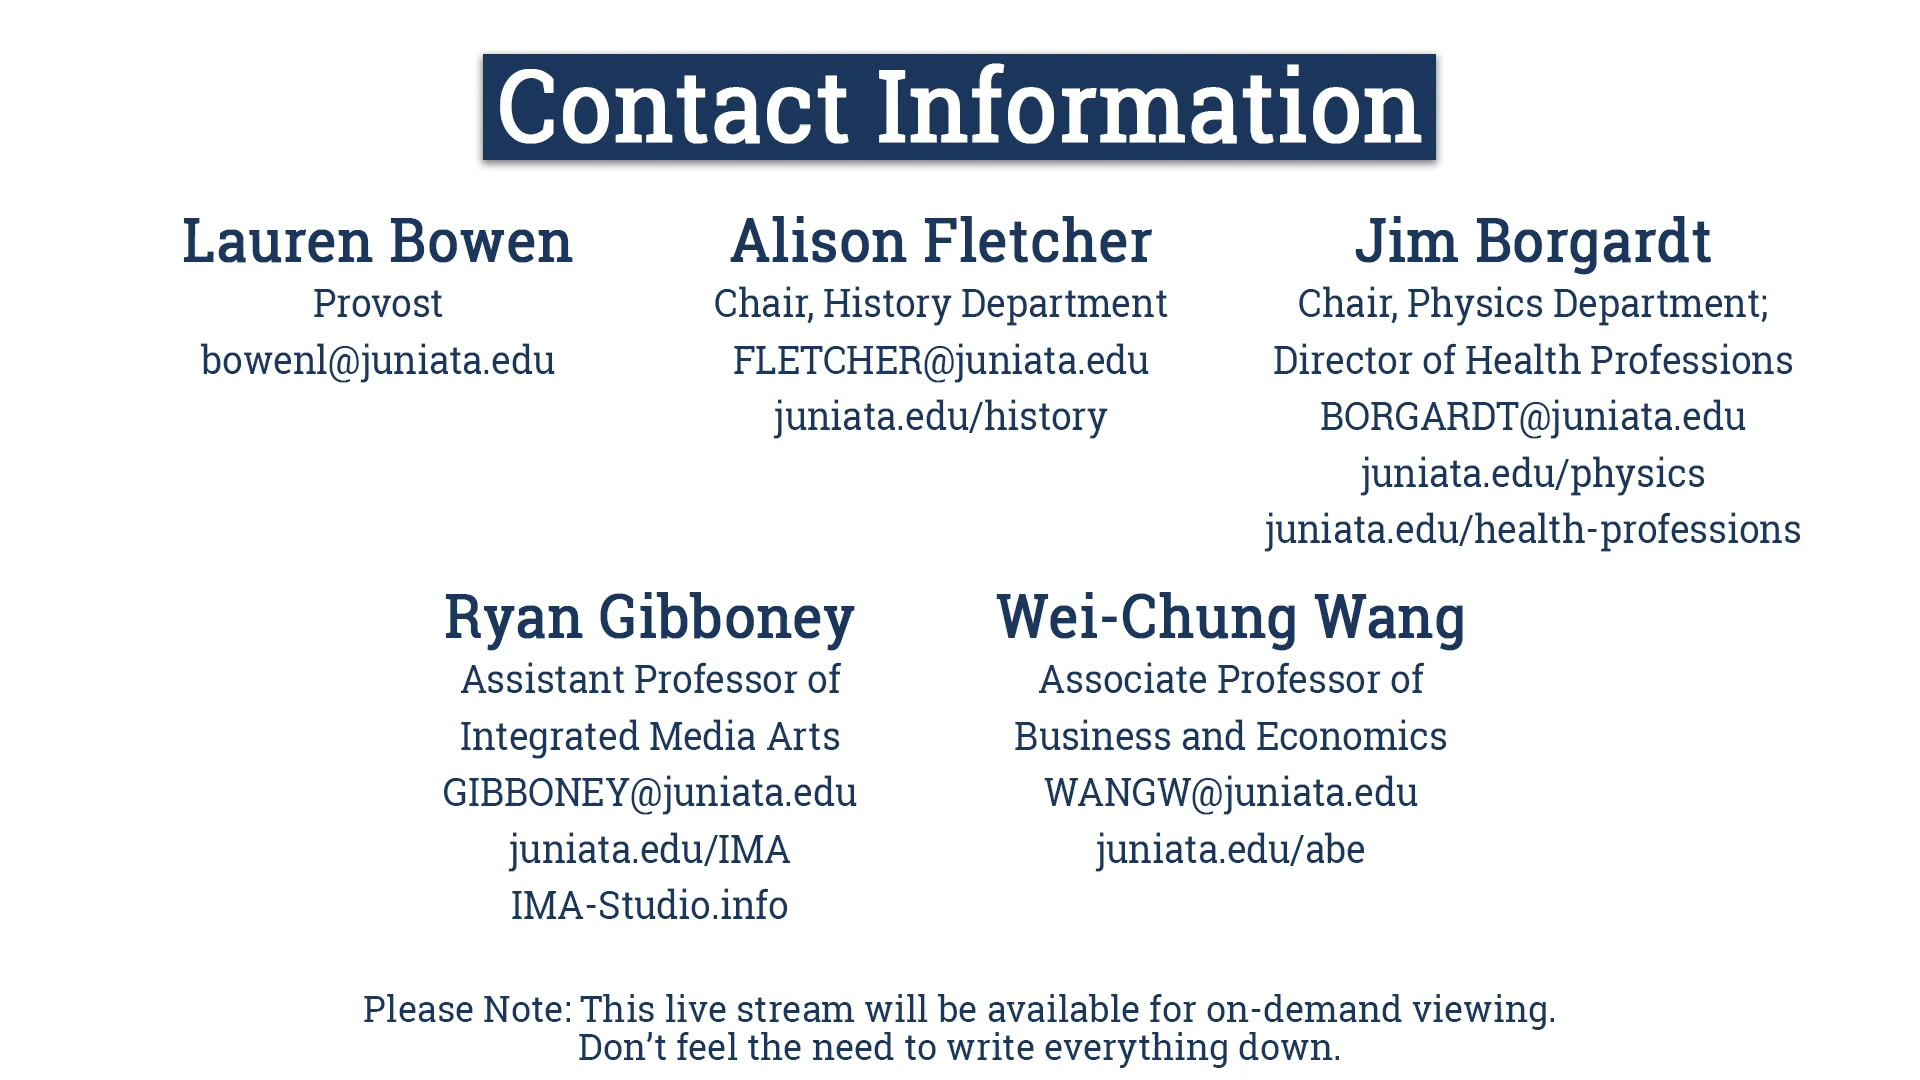 Contact Information
Lauren Bowen
Provost
bowenl@juniata.edu
Alison Fletcher
Chair, History Department
FLETCHER@juniata.edu
juniata.edu/history
Jim Borgardt
Chair, Physics Department;
Director of Health Professions
BORGARDT@juniata.edu
juniata.edu/physics
juniata.edu/health-professions
Ryan Gibboney
Assistant Professor of
Integrated Media Arts
GIBBONEY@juniata.edu
juniata.edu/IMA
IMA-Studio.info
Wei-Chung Wang
Associate Professor of
Business and Economics
WANGW@juniata.edu
juniata.edu/abe
Please Note: This live stream will be available for on-demand viewing.
Don’t feel the need to write everything down.